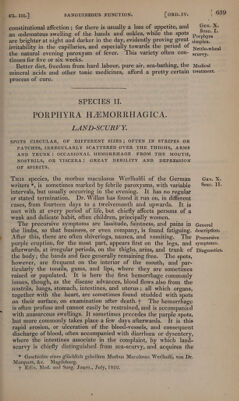 CL. III.] SANGUINEOUS FUNCTION. [ORD. IV. 639
constitutional affection; for there is usually a loss of appetite, and
an oedematous swelling of the hands and ankles, while the spots
are brighter at night and darker in the day, evidently proving great
irritability in the capillaries, and especially towards the period of
the natural evening paroxysm of fever. This variety often con-
tinues for five or six weeks.
Gen. X.
Spec. I.
Porphyra
simplex.
Nettle-wheal
scurvy.
Better diet, freedom from hard labour, pure air, sea-bathing, the
mineral acids and other tonic medicines, afford a pretty certain
process of cure.
Medical
treatment.
SPECIES II.
PORPHYRA HÆMORRHAGICA.
LAND-SCURVY.
SPOTS CIRCULAR, OF DIFFERENT SIZES; OFTEN IN STRIPES OR
PATCHES, IRREGULARLY SCATTERED OVER THE THIGHS, ARMS
AND TRUNK: OCCASIONAL HEMORRHAGE FROM THE MOUTH,
NOSTRILS, OR VISCERA: GREAT DEBILITY AND DEPRESSION
OF SPIRITS.
This species, the morbus maculosus Werlhofii of the German
writers *, is sometimes marked by febrile paroxysms, with variable
intervals, but usually occurring in the evening. It has no regular
or stated termination. Dr. Willan has found it run on, in different
cases, from fourteen days to a twelvemonth and upwards. It is
met with at every period of life, but chiefly affects persons of a
weak and delicate habit, often children, principally women.
Gen. X.
Spec. II.
The precursive symptoms are lassitude, faintness, and pains in
the limbs, so that business, or even company, is found fatiguing.
After this, there are often shiverings, nausea, and vomiting. The
purple eruption, for the most part, appears first on the legs, and
afterwards, at irregular periods, on the thighs, arms, and trunk of
the body; the hands and face generally remaining free. The spots,
however, are frequent on the interior of the mouth, and par-
ticularly the tonsils, gums, and lips, where they are sometimes
raised or papulated. It is here the first hemorrhage commonly
issues, though, as the disease advances, blood flows also from the
nostrils, lungs, stomach, intestines, and uterus; all which organs,
together with the heart, are sometimes found studded with spots
on their surface, on examination after death.† The hemorrhage
is often profuse, and cannot easily be restrained, and is accompanied
with anasarcous swellings. It sometimes precedes the purple spots,
but more commonly takes place a few days afterwards. It is this
rapid erosion, or ulceration of the blood-vessels, and consequent
discharge of blood, often accompanied with diarrhœa or dysentery,
where the intestines associate in the complaint, by which land-
scurvy is chiefly distinguished from sea-scurvy, and acquires the
General
description.
Precursive
symptoms.
Diagnostics.
* Geschichte eines glücklich geheilten Morbus Maculosus Werlhofii, von Dr.
Marquet, &c. Magdeburg.
† Edin. Med. and Surg. Journ., July, 1822.